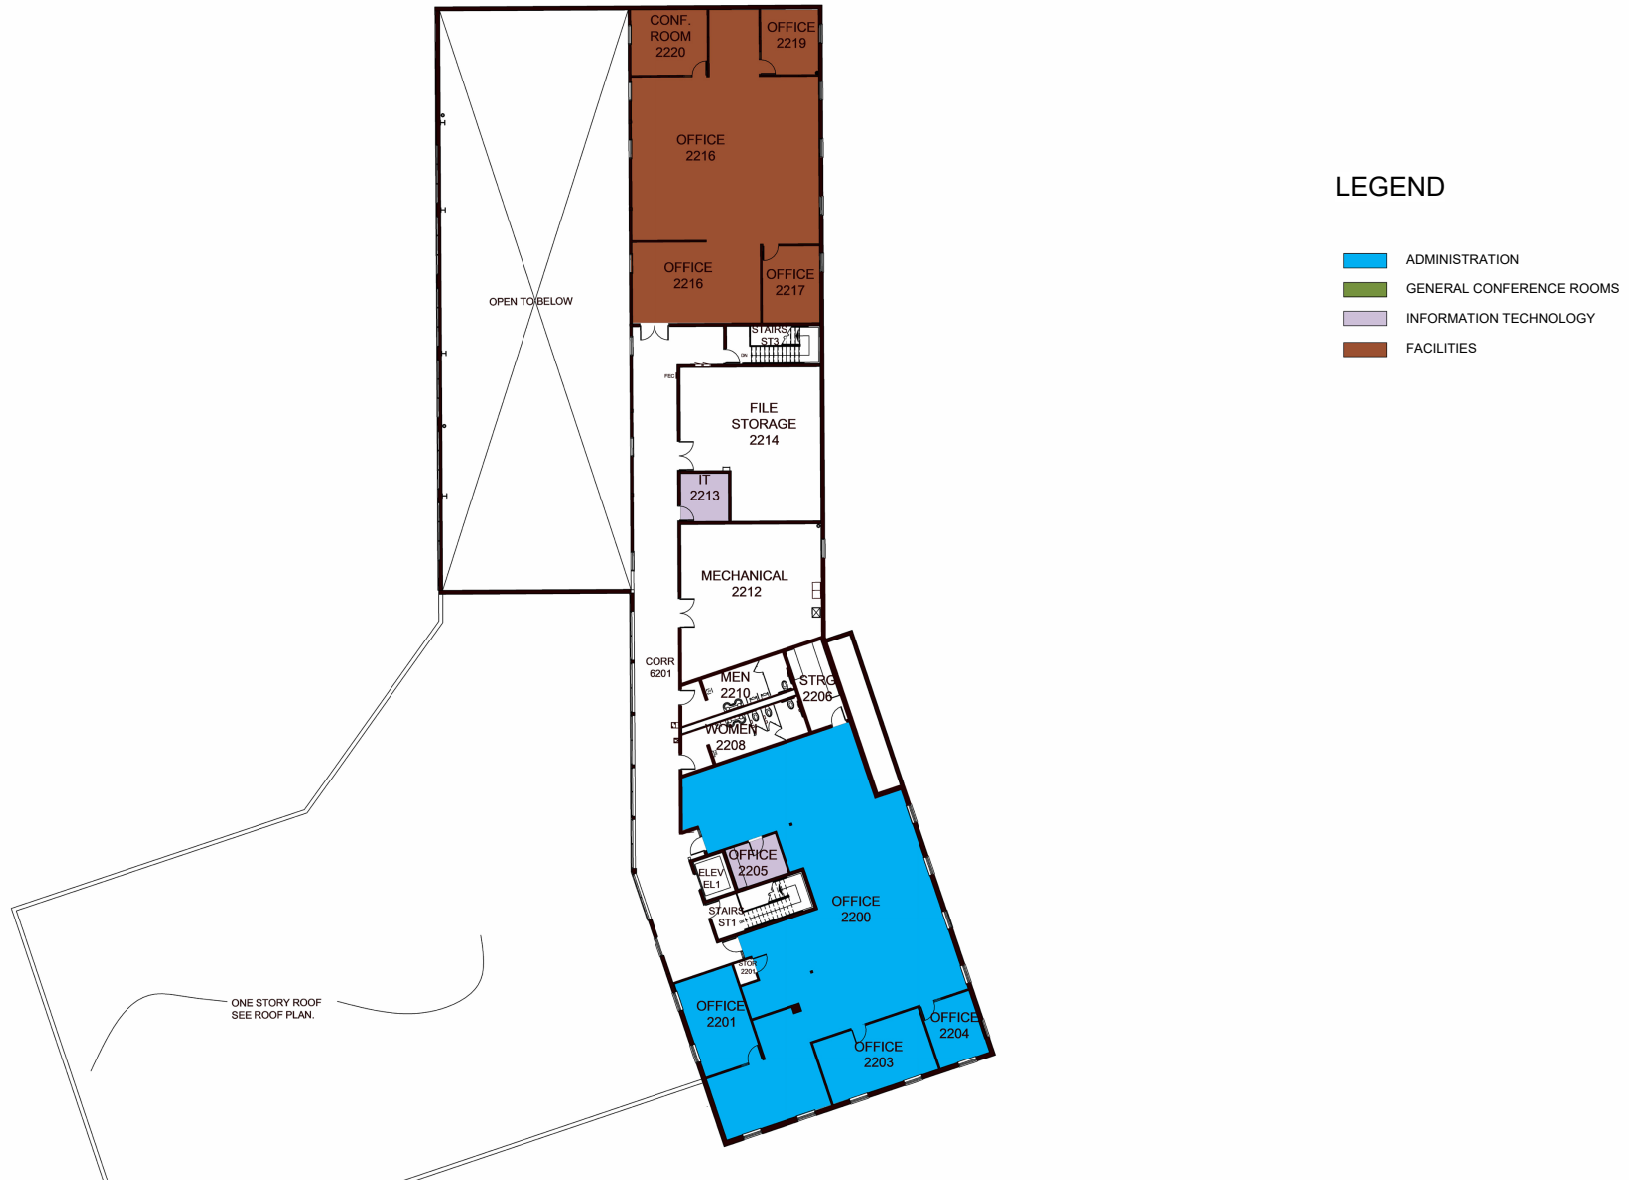 CONF.
ROOM
2220
OFFICE
2219
OFFICE
2216
OFFICE
2216
OFFICE
2217
OPEN TO BELOW
STAIRS
ST3
DN
FEC
FILE
STORAGE
2214
IT
2213
MECHANICAL
2212
CORR
6201
MEN
2210
STRG
2206
WOMEN
2208
OFFICE
2205
ELEV
EL1
STAIRS
ST1
DN
OFFICE
2200
STOR
2201
OFFICE
2201
OFFICE
2204
OFFICE
2203
ONE STORY ROOF
SEE ROOF PLAN.
LEGEND
ADMINISTRATION
GENERAL CONFERENCE ROOMS
INFORMATION TECHNOLOGY
FACILITIES